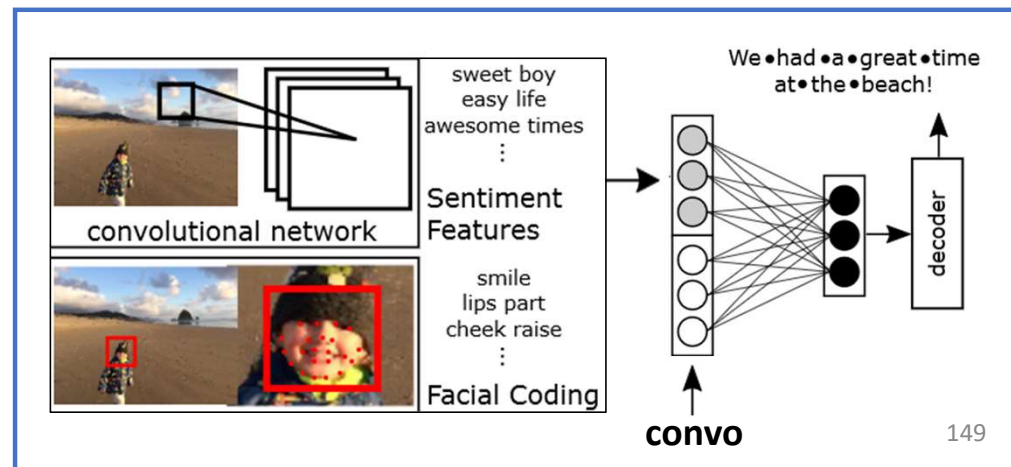 sweet boy
easy life
awesome times
⋮
Sentiment
Features
convolutional network
smile
lips part
cheek raise
⋮
Facial Coding
We•had•a•great•time
at•the•beach!
decoder
convo
149